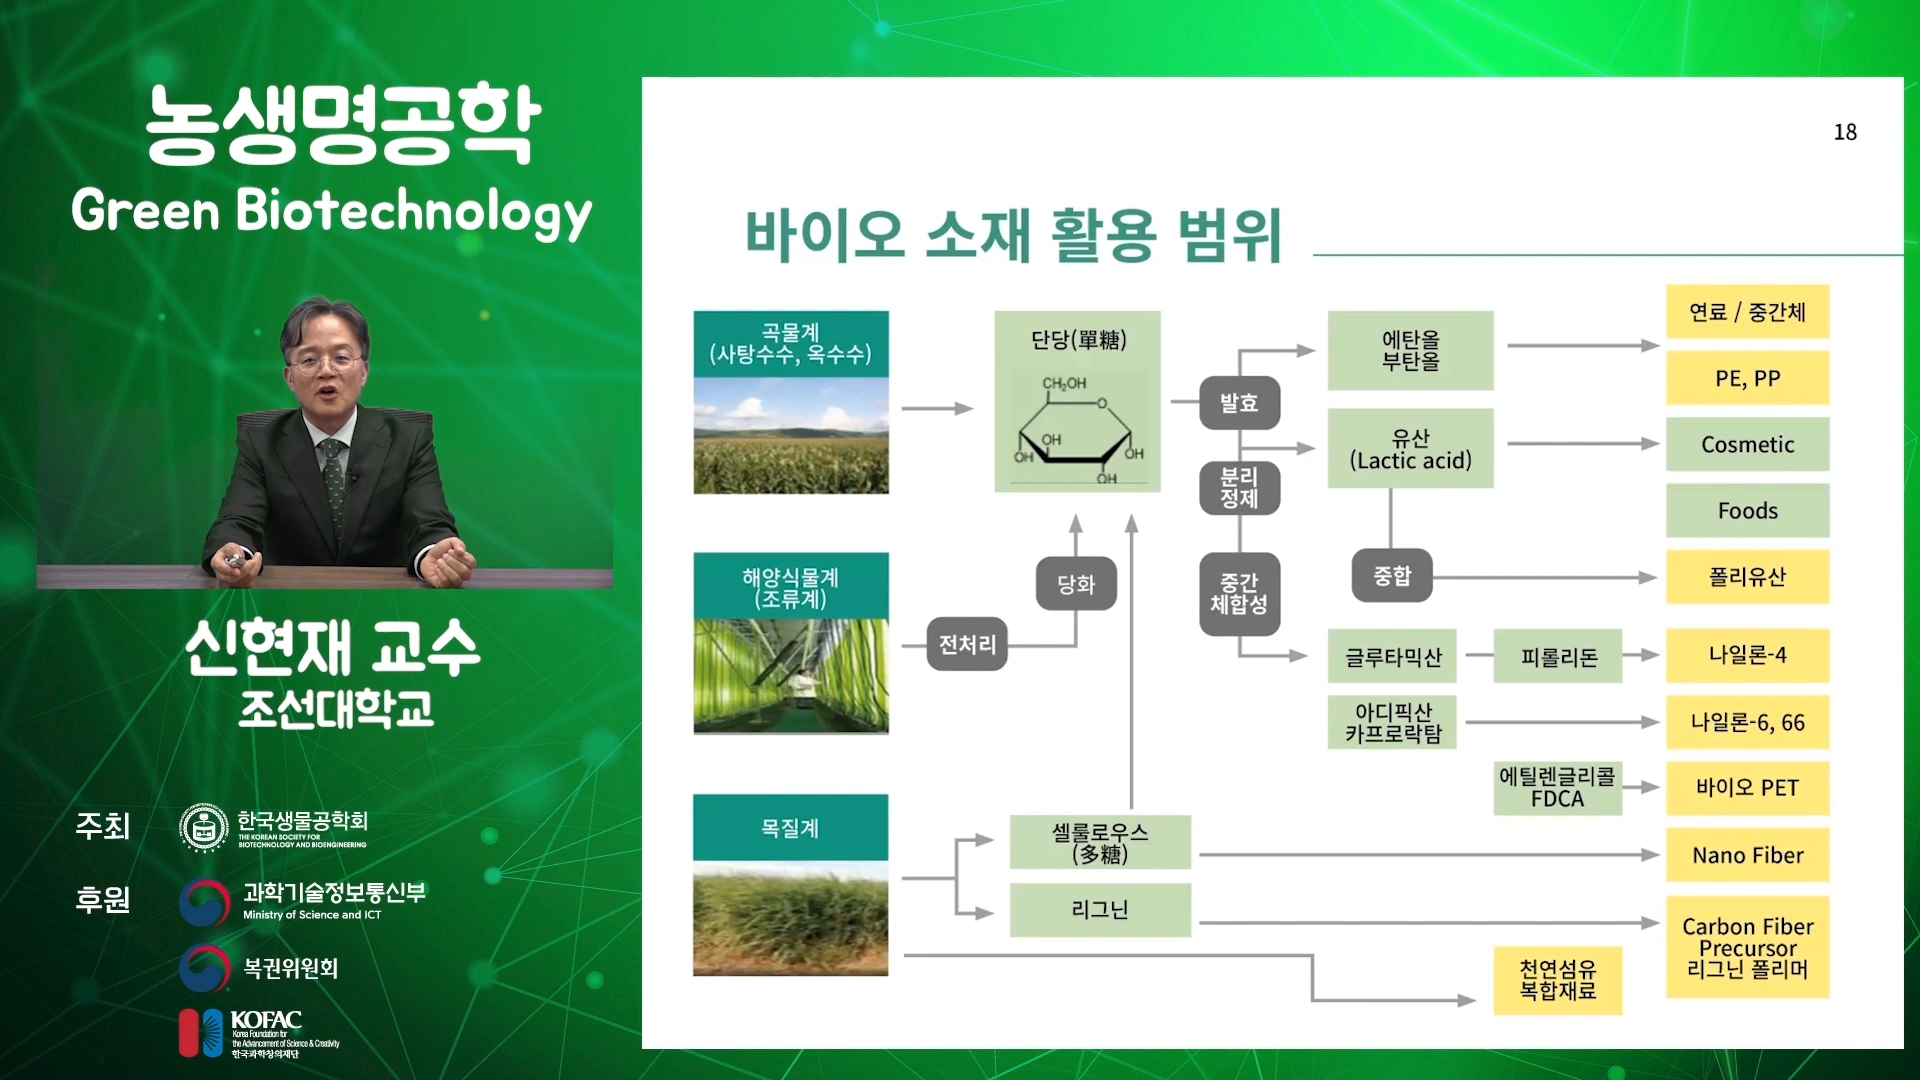 농생명공학
Green Biotechnology
신현재 교수
조선대학교
주최
한국생물공학회
THE KOREAN SOCIETY FOR
BIOTECHNOLOGY AND BIOENGINEERING
후원
과학기술정보통신부
Ministry of Science and ICT
복권위원회
KOFAC
Korea Foundation for
the Advancement of Science & Creativity
한국과학창의재단
18
바이오 소재 활용 범위
곡물계
(사탕수수, 옥수수)
해양식물계
(조류계)
목질계
전처리
당화
단당(單糖)
CH₂OH
O
OH
OH
OH
OH
셀룰로우스
(多糖)
리그닌
발효
분리
정제
중간
체합성
에탄올
부탄올
유산
(Lactic acid)
중합
글루타믹산
피롤리돈
아디픽산
카프로락탐
에틸렌글리콜
FDCA
천연섬유
복합재료
연료 / 중간체
PE, PP
Cosmetic
Foods
폴리유산
나일론-4
나일론-6, 66
바이오 PET
Nano Fiber
Carbon Fiber
Precursor
리그닌 폴리머